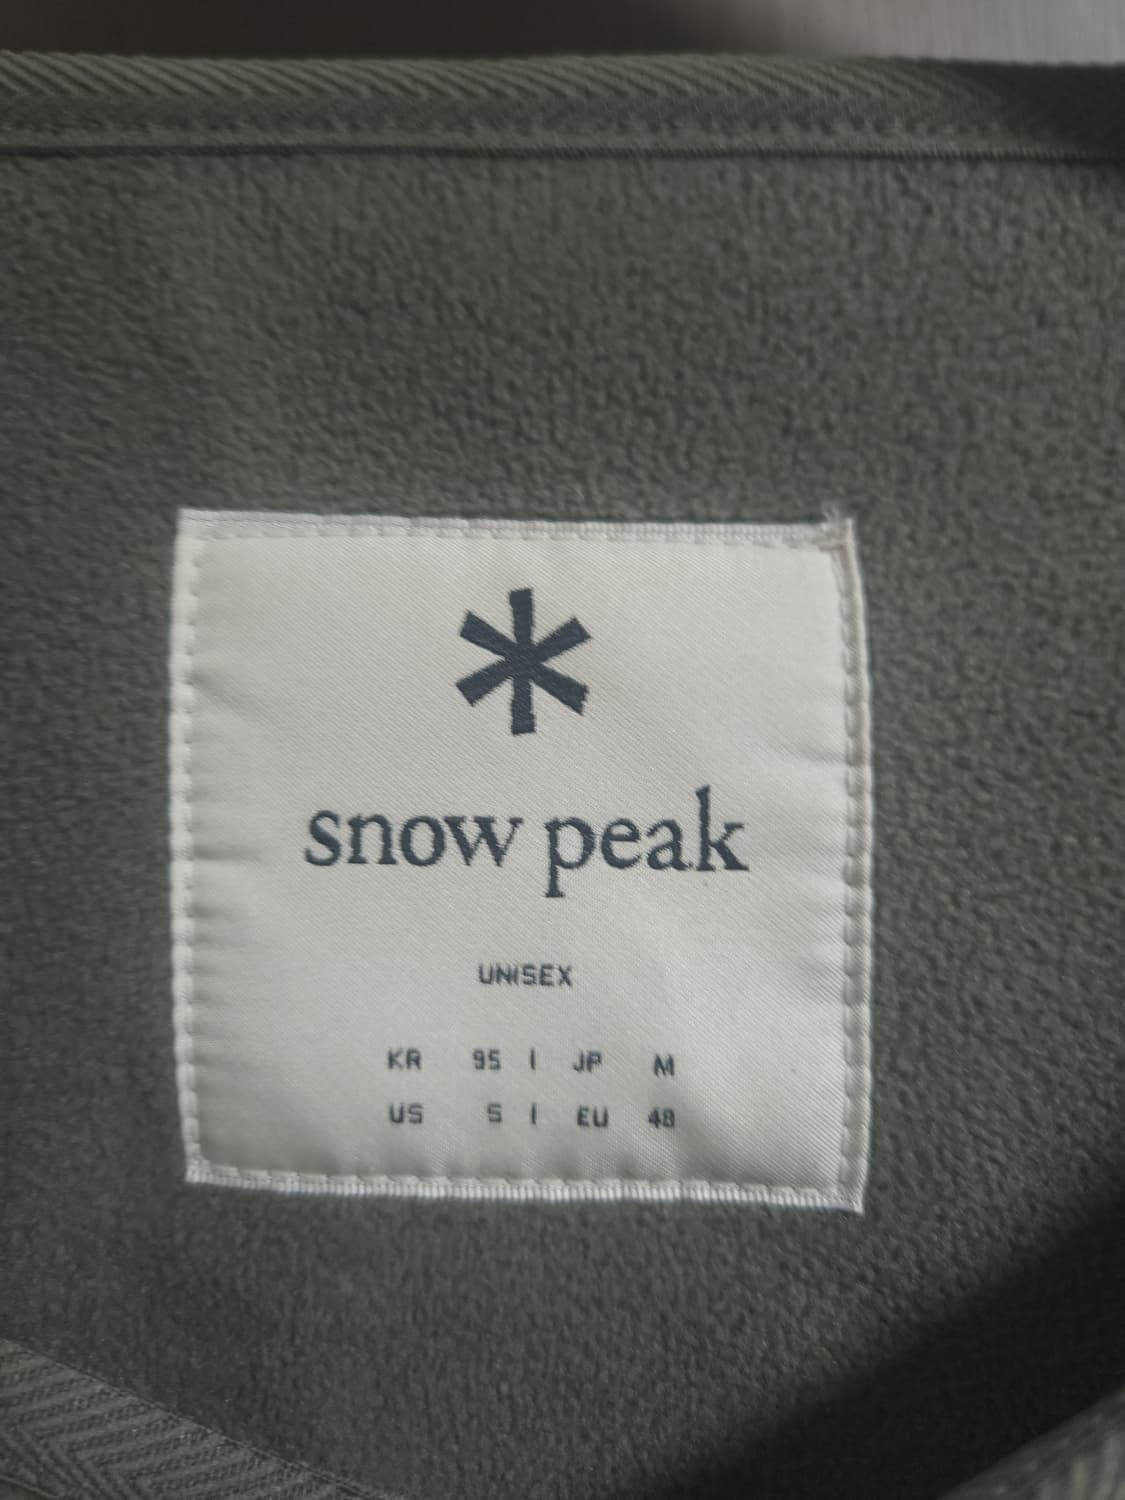 snow peak
UNISEX
KR 95 | JP M
US S | EU 48